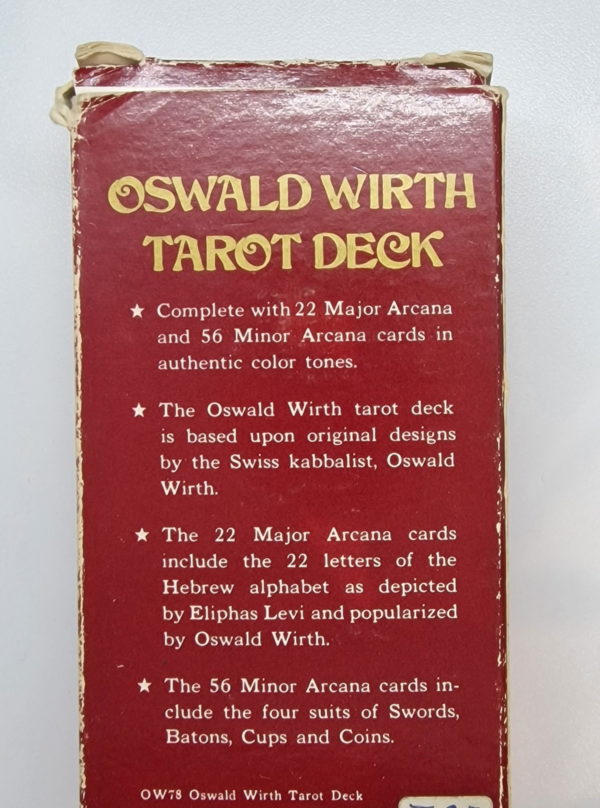 OSWALD WIRTH
TAROT DECK
★ Complete with 22 Major Arcana
and 56 Minor Arcana cards in
authentic color tones.
★ The Oswald Wirth tarot deck
is based upon original designs
by the Swiss kabbalist, Oswald
Wirth.
★ The 22 Major Arcana cards
include the 22 letters of the
Hebrew alphabet as depicted
by Eliphas Levi and popularized
by Oswald Wirth.
★ The 56 Minor Arcana cards in-
clude the four suits of Swords,
Batons, Cups and Coins.
OW78 Oswald Wirth Tarot Deck